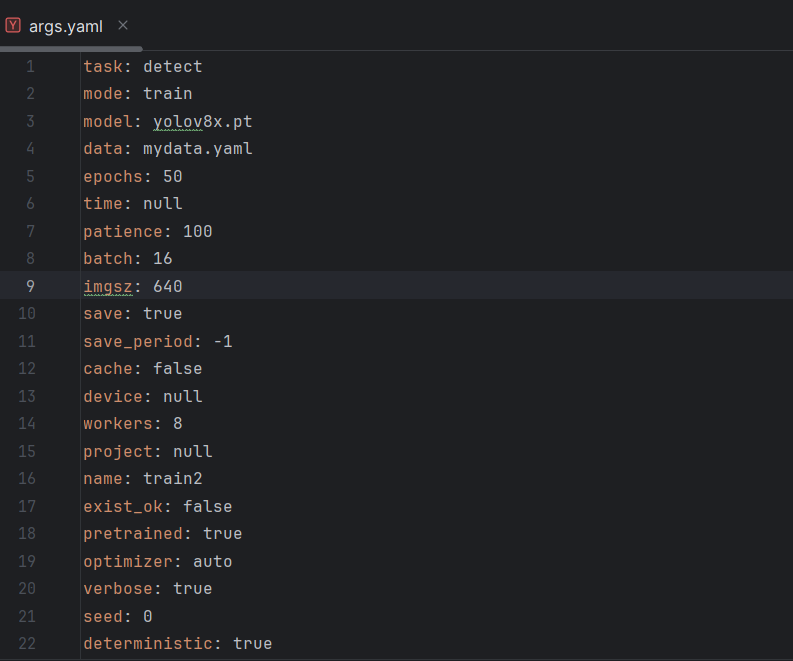 args.yaml
1 task: detect
2 mode: train
3 model: yolov8x.pt
4 data: mydata.yaml
5 epochs: 50
6 time: null
7 patience: 100
8 batch: 16
9 imgsz: 640
10 save: true
11 save_period: -1
12 cache: false
13 device: null
14 workers: 8
15 project: null
16 name: train2
17 exist_ok: false
18 pretrained: true
19 optimizer: auto
20 verbose: true
21 seed: 0
22 deterministic: true